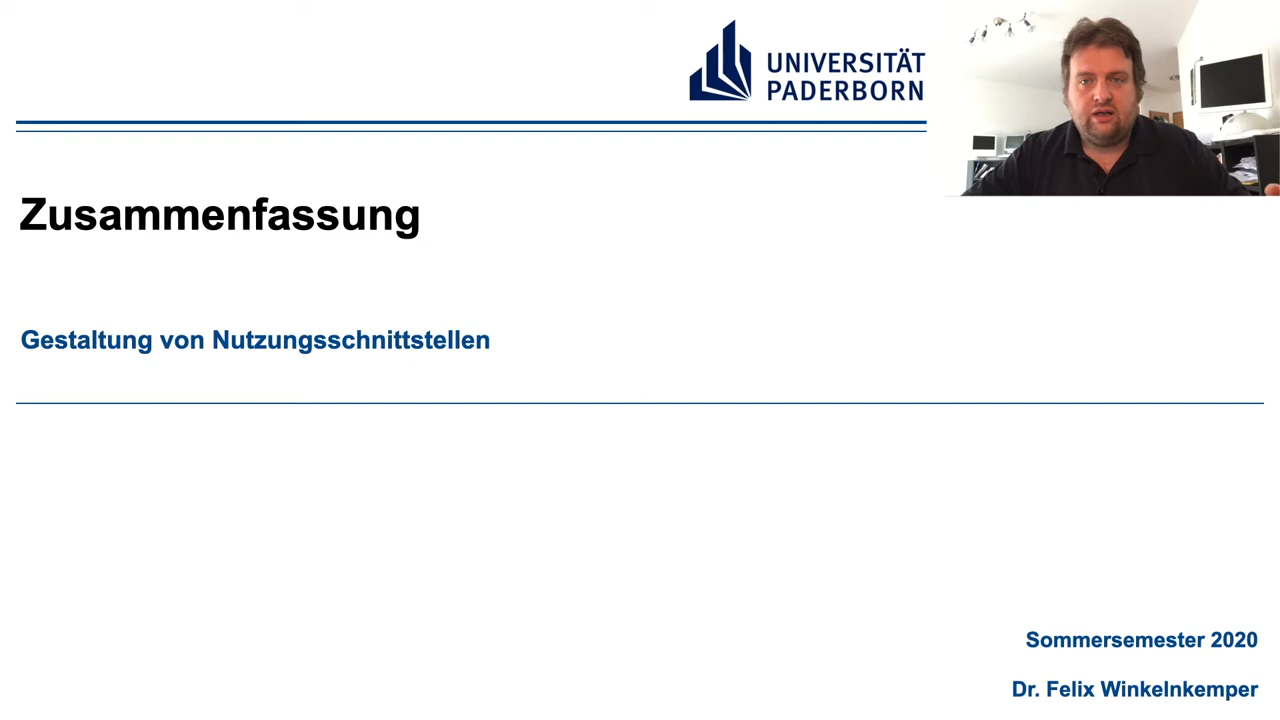 UNIVERSITÄT
PADERBORN
Zusammenfassung
Gestaltung von Nutzungsschnittstellen
Sommersemester 2020
Dr. Felix Winkelnkemper